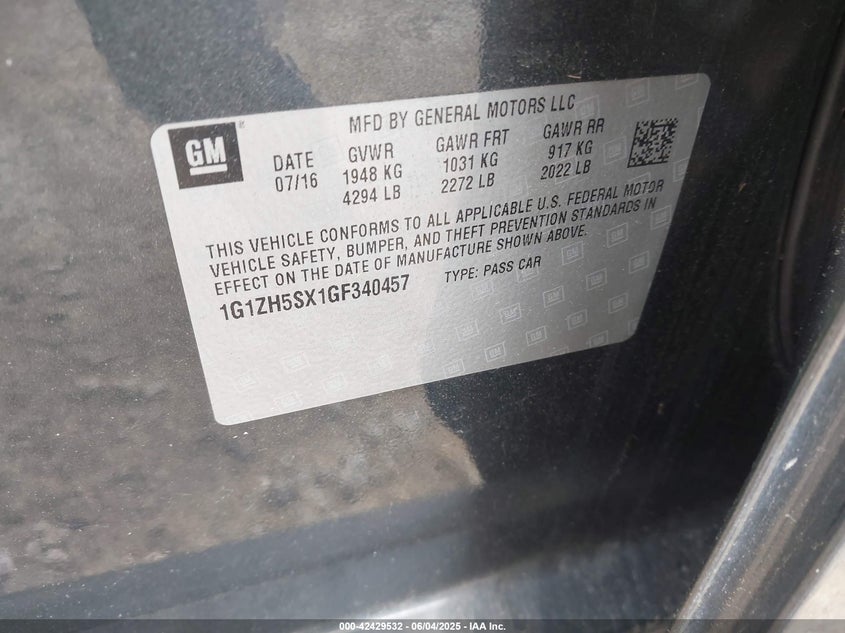 MFD BY GENERAL MOTORS LLC
GM
DATE GVWR GAWR FRT GAWR RR
07/16 1948 KG 1031 KG 917 KG
4294 LB 2272 LB 2022 LB
THIS VEHICLE CONFORMS TO ALL APPLICABLE U.S. FEDERAL MOTOR
VEHICLE SAFETY, BUMPER, AND THEFT PREVENTION STANDARDS IN
EFFECT ON THE DATE OF MANUFACTURE SHOWN ABOVE.
1G1ZH5SX1GF340457 TYPE: PASS CAR
000-42429532 - 06/04/2025 - IAA Inc.